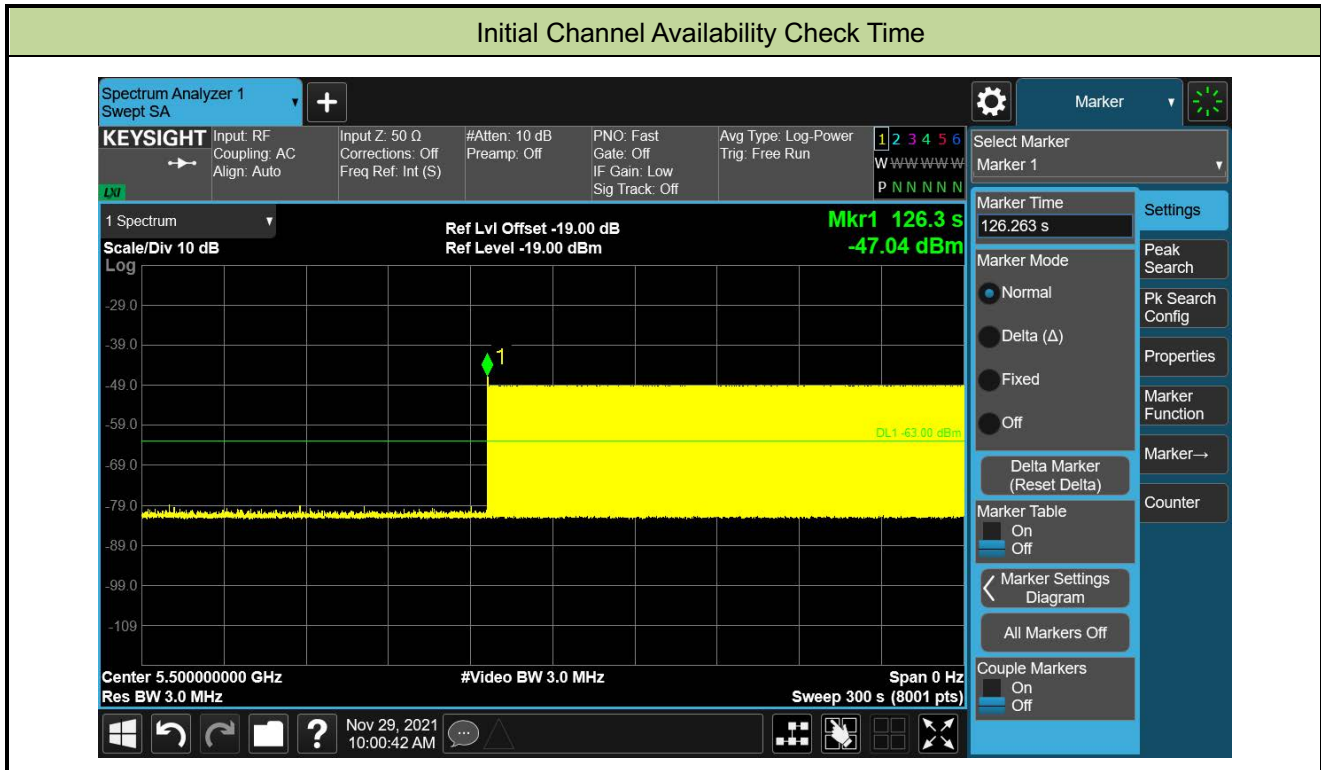 Initial Channel Availability Check Time
Spectrum Analyzer 1
Swept SA
+
Marker
KEYSIGHT
Input: RF
Coupling: AC
Align: Auto
Input Z: 50 Ω
Corrections: Off
Freq Ref: Int (S)
#Atten: 10 dB
Preamp: Off
PNO: Fast
Gate: Off
IF Gain: Low
Sig Track: Off
Avg Type: Log-Power
Trig: Free Run
1 2 3 4 5 6
W W W W W W
P N N N N N
LXI
Select Marker
Marker 1
1 Spectrum
Scale/Div 10 dB
Log
Ref Lvl Offset -19.00 dB
Ref Level -19.00 dBm
Mkr1 126.3 s
-47.04 dBm
-29.0
-39.0
-49.0
-59.0
-69.0
-79.0
-89.0
-99.0
-109
1
DL1 -63.00 dBm
Center 5.500000000 GHz
Res BW 3.0 MHz
#Video BW 3.0 MHz
Span 0 Hz
Sweep 300 s (8001 pts)
Marker Time
126.263 s
Marker Mode
Normal
Delta (Δ)
Fixed
Off
Delta Marker
(Reset Delta)
Marker Table
On
Off
Marker Settings
Diagram
All Markers Off
Couple Markers
On
Off
Settings
Peak
Search
Pk Search
Config
Properties
Marker
Function
Marker→
Counter
?
Nov 29, 2021
10:00:42 AM